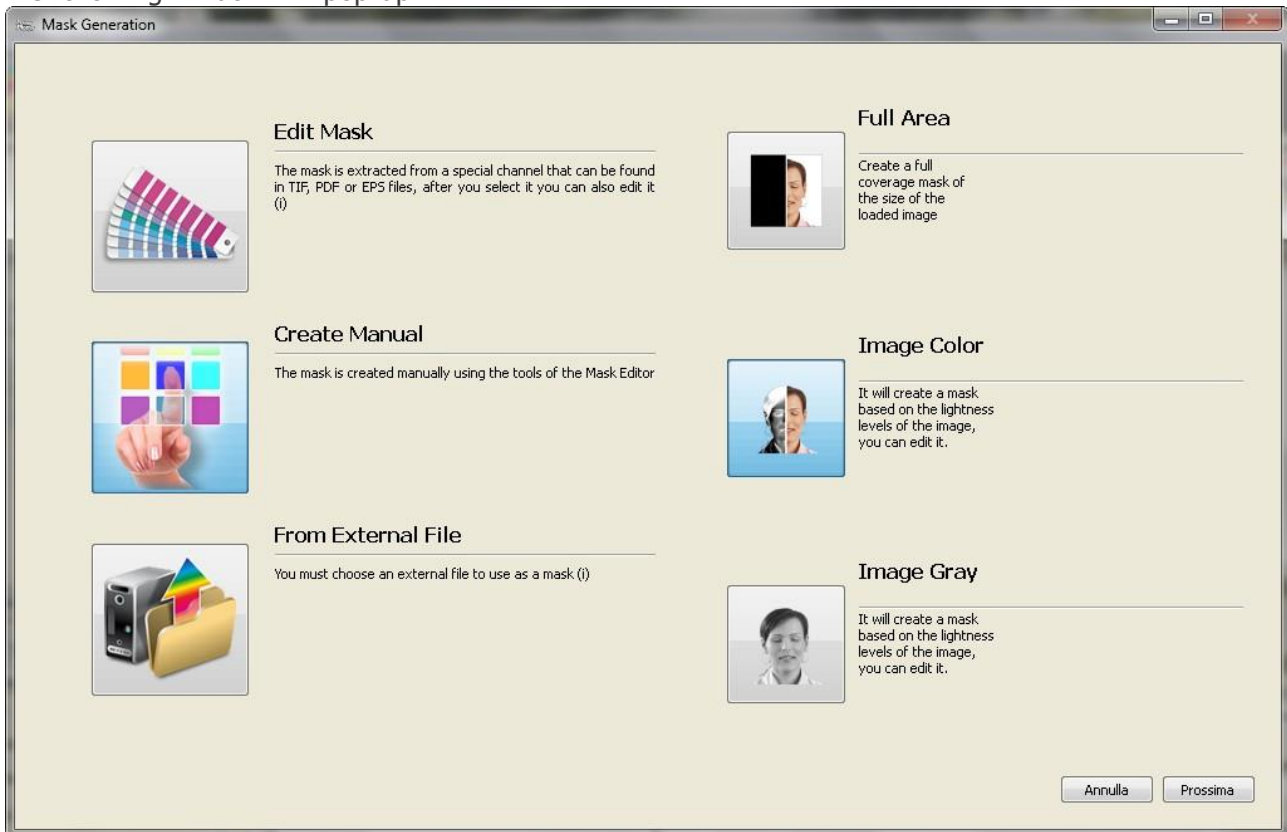 Mask Generation
Edit Mask
The mask is extracted from a special channel that can be found
in TIF, PDF or EPS files, after you select it you can also edit it
(i)
Create Manual
The mask is created manually using the tools of the Mask Editor
From External File
You must choose an external file to use as a mask (i)
Full Area
Create a full
coverage mask of
the size of the
loaded image
Image Color
It will create a mask
based on the lightness
levels of the image,
you can edit it.
Image Gray
It will create a mask
based on the lightness
levels of the image,
you can edit it.
Annulla Prossima